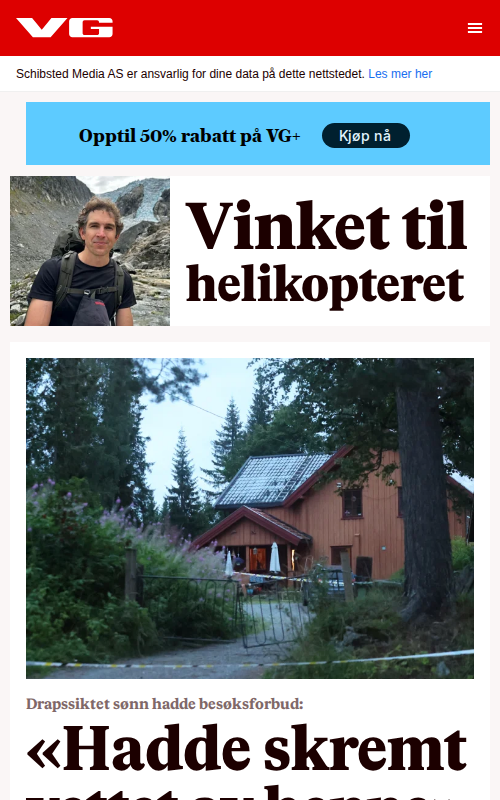 VG
Schibsted Media AS er ansvarlig for dine data på dette nettstedet. Les mer her
Opptil 50% rabatt på VG+
Kjøp nå
Vinket til
helikopteret
Drapssiktet sønn hadde besøksforbud:
«Hadde skremt